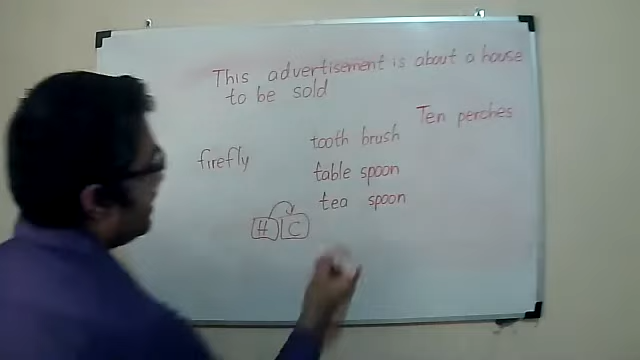 This advertisement is about a house
to be sold
Ten perches
tooth brush
firefly
table spoon
tea spoon
H C